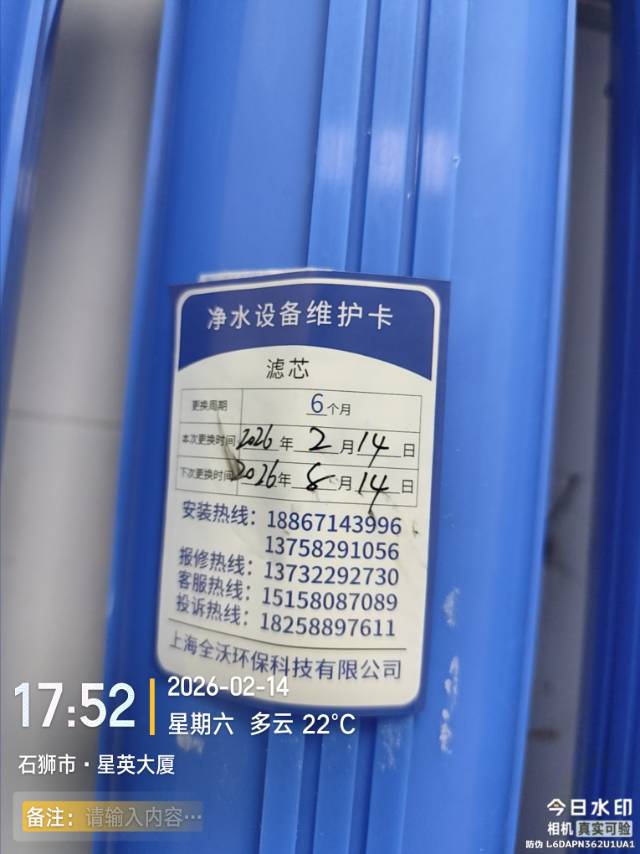 净水设备维护卡
滤芯
更换周期 6个月
本次更换时间 2026年 2月14日
下次更换时间 2026年 8月14日
安装热线：18867143996
13758291056
报修热线：13732292730
客服热线：15158087089
投诉热线：18258897611
上海全沃环保科技有限公司
17:52
2026-02-14
星期六 多云 22℃
石狮市·星英大厦
备注：请输入内容…
今日水印
相机 真实可验
防伪 L6DAPN362U1UA1